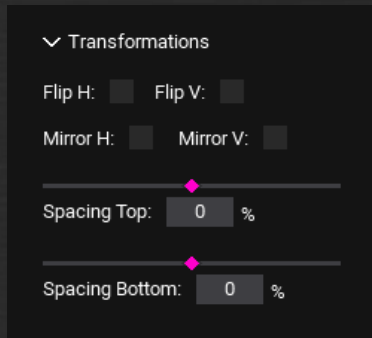 Transformations
Flip H: Flip V:
Mirror H: Mirror V:
Spacing Top: 0 %
Spacing Bottom: 0 %